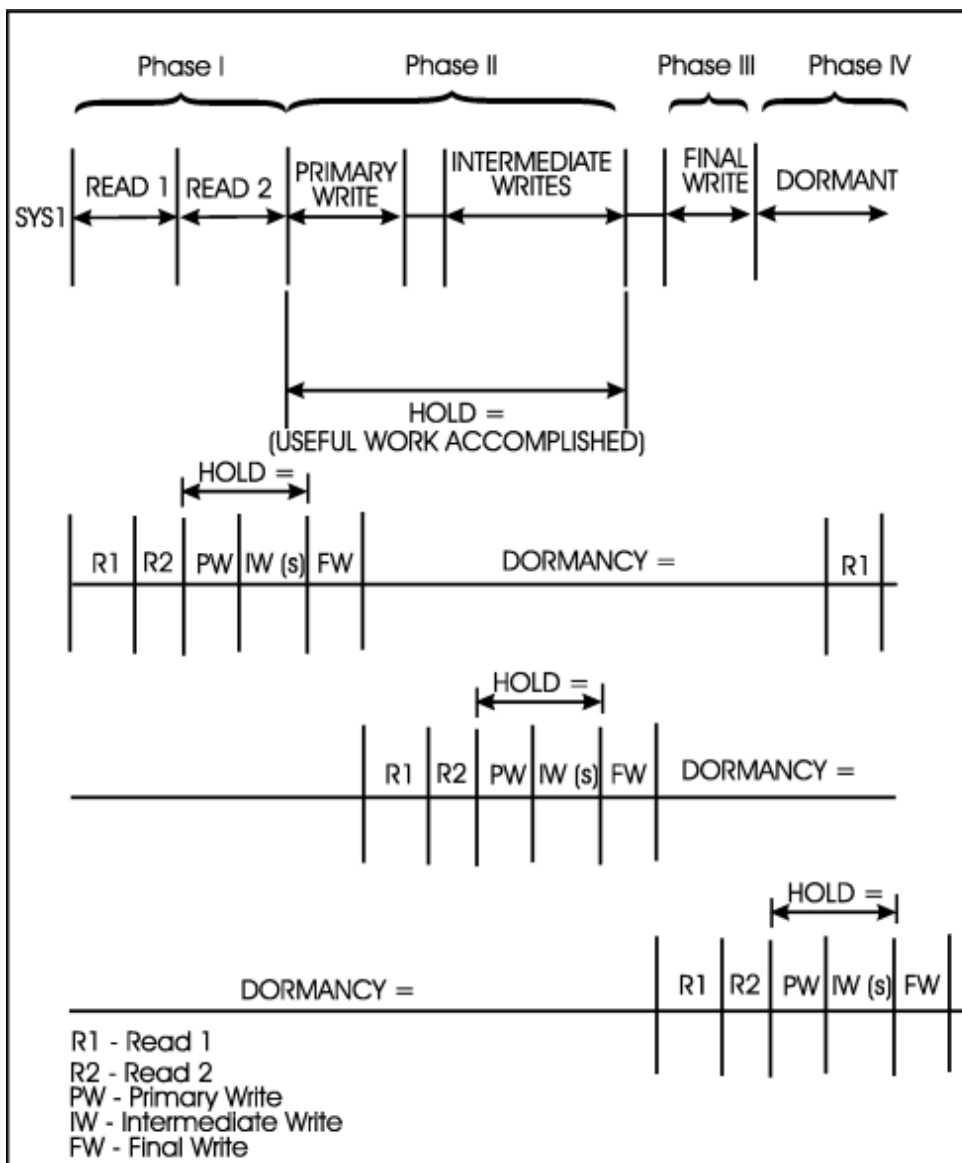 Phase I Phase II Phase III Phase IV
READ 1 READ 2 PRIMARY WRITE INTERMEDIATE WRITES FINAL WRITE DORMANT
SYS1
HOLD =
(USEFUL WORK ACCOMPLISHED)
HOLD =
R1 R2 PW IW (s) FW DORMANCY = R1
HOLD =
R1 R2 PW IW (s) FW DORMANCY =
HOLD =
DORMANCY = R1 R2 PW IW (s) FW
R1 - Read 1
R2 - Read 2
PW - Primary Write
IW - Intermediate Write
FW - Final Write